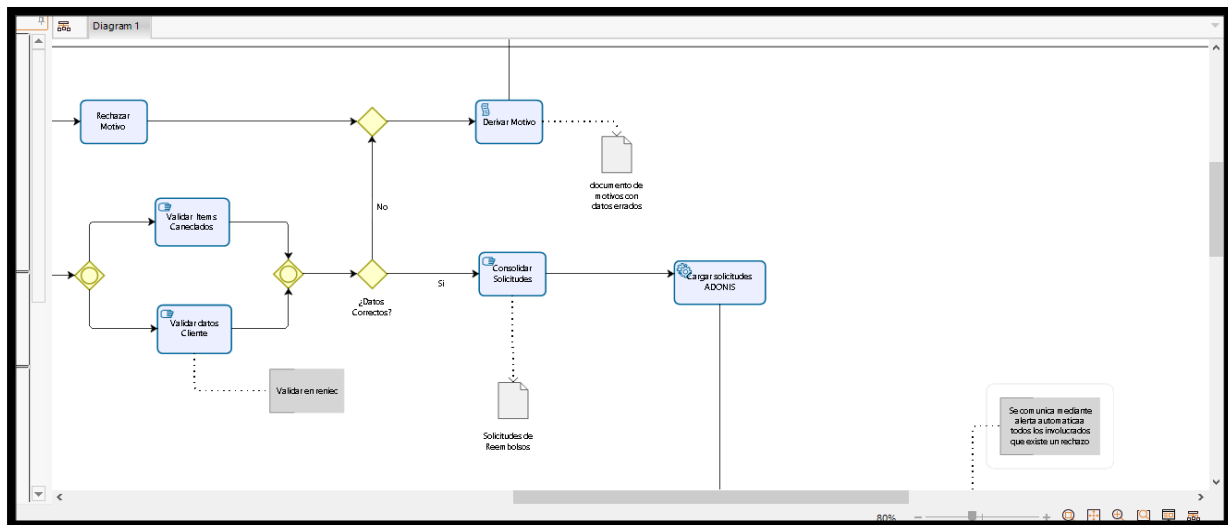 Diagram 1
Rechazar
Motivo
Derivar Motivo
documento de
motivos con
datos errados
No
Validar Items
Caneclados
¿Datos
Correctos?
Si
Consolidar
Solicitudes
Cargar solicitudes
ADONIS
Validar datos
Cliente
Validar en reniec
Solicitudes de
Reembolsos
Se comunica mediante
alerta automaticaa
todos los involucrados
que existe un rechazo
80%